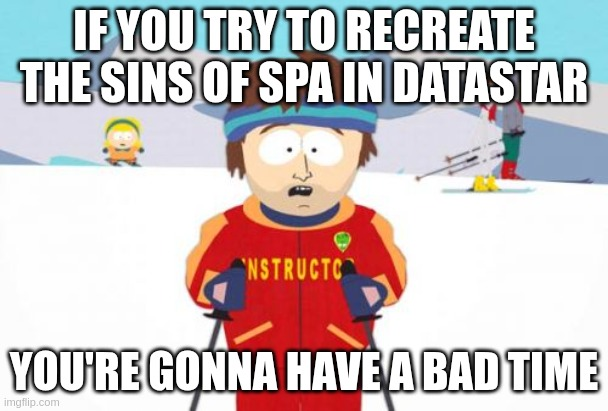 IF YOU TRY TO RECREATE
THE SINS OF SPA IN DATASTAR
INSTRUCTO
YOU'RE GONNA HAVE A BAD TIME
imgflip.com